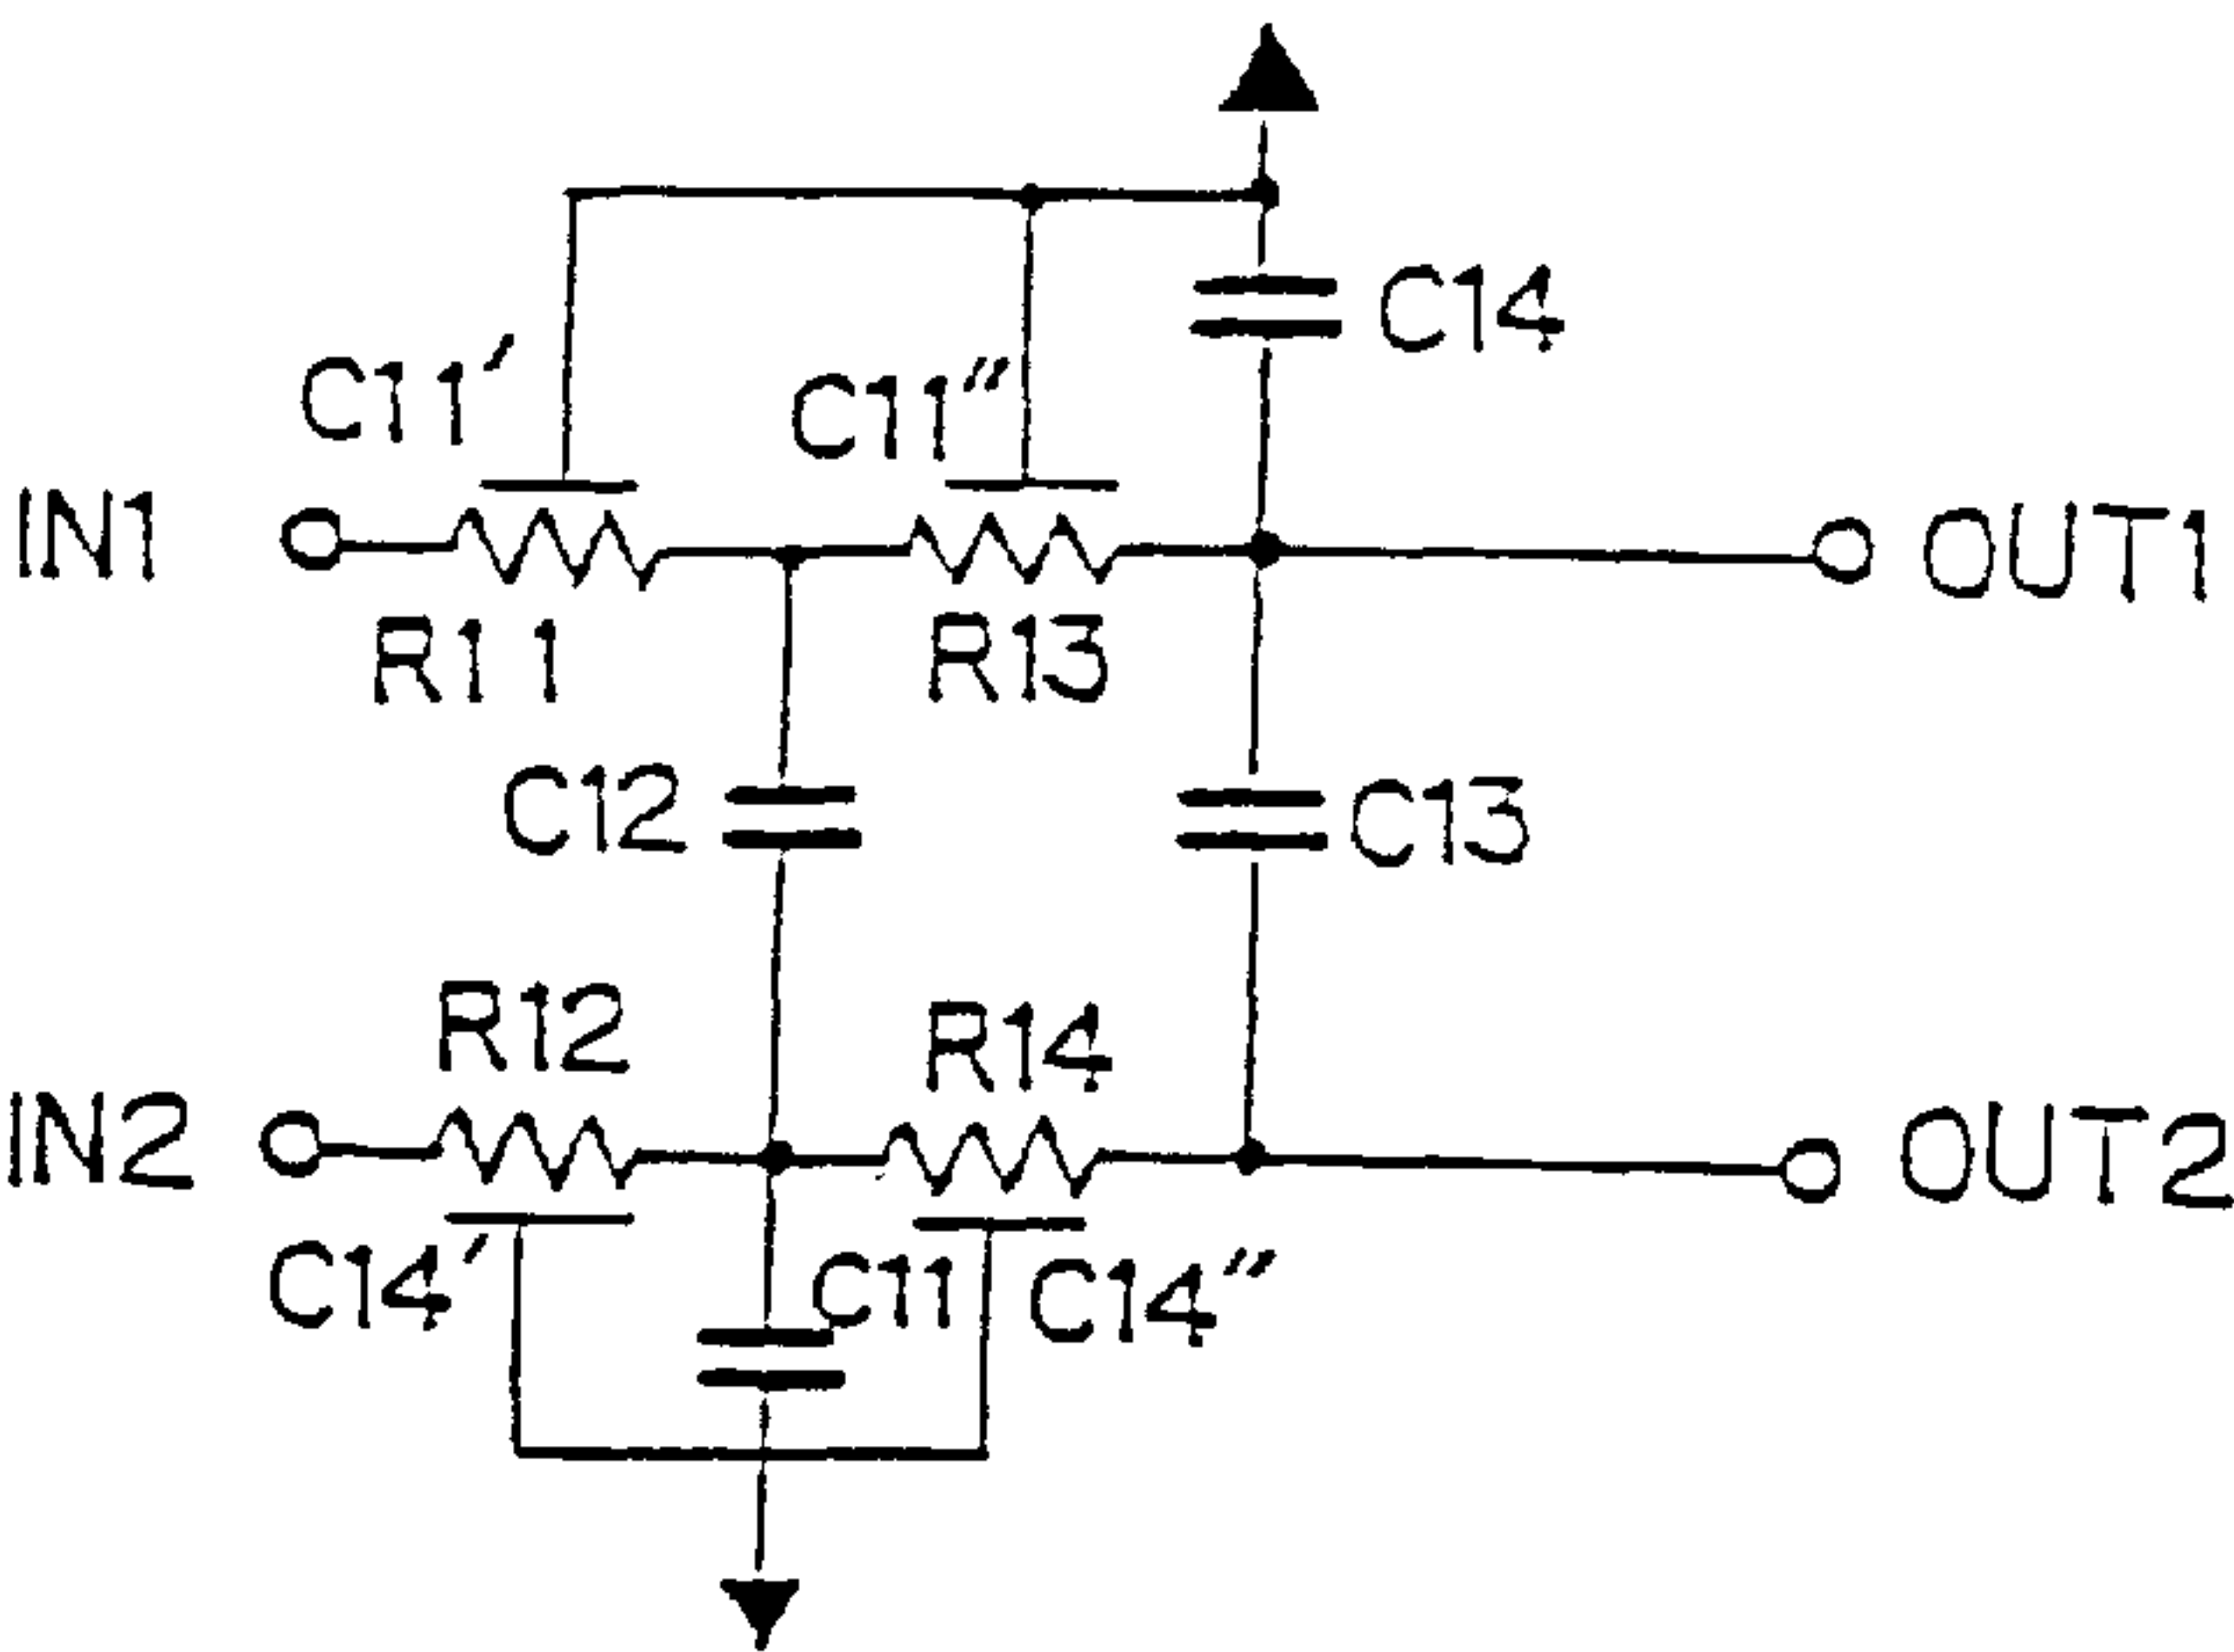 C14
C11′
C11″
IN1
OUT1
R11
R13
C12
C13
R12
R14
IN2
OUT2
C14′
C11
C14″